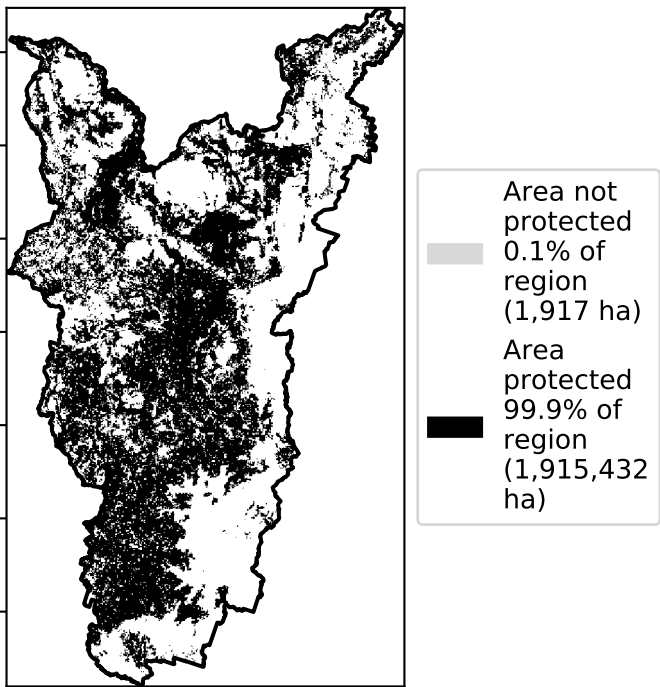 Area not
protected
0.1% of
region
(1,917 ha)
Area
protected
99.9% of
region
(1,915,432
ha)